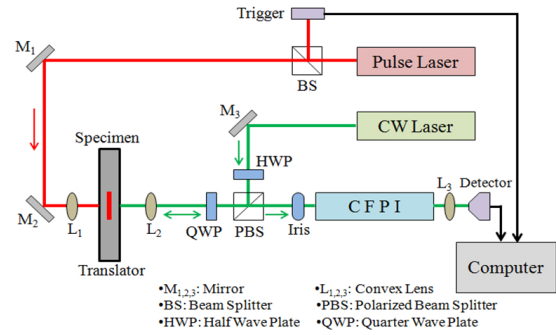 Trigger
M1
Pulse Laser
BS
M3
CW Laser
Specimen
HWP
M2
L1
L2
QWP
PBS
Iris
C F P I
L3
Detector
Translator
Computer
•M1,2,3: Mirror
•L1,2,3: Convex Lens
•BS: Beam Splitter
•PBS: Polarized Beam Splitter
•HWP: Half Wave Plate
•QWP: Quarter Wave Plate